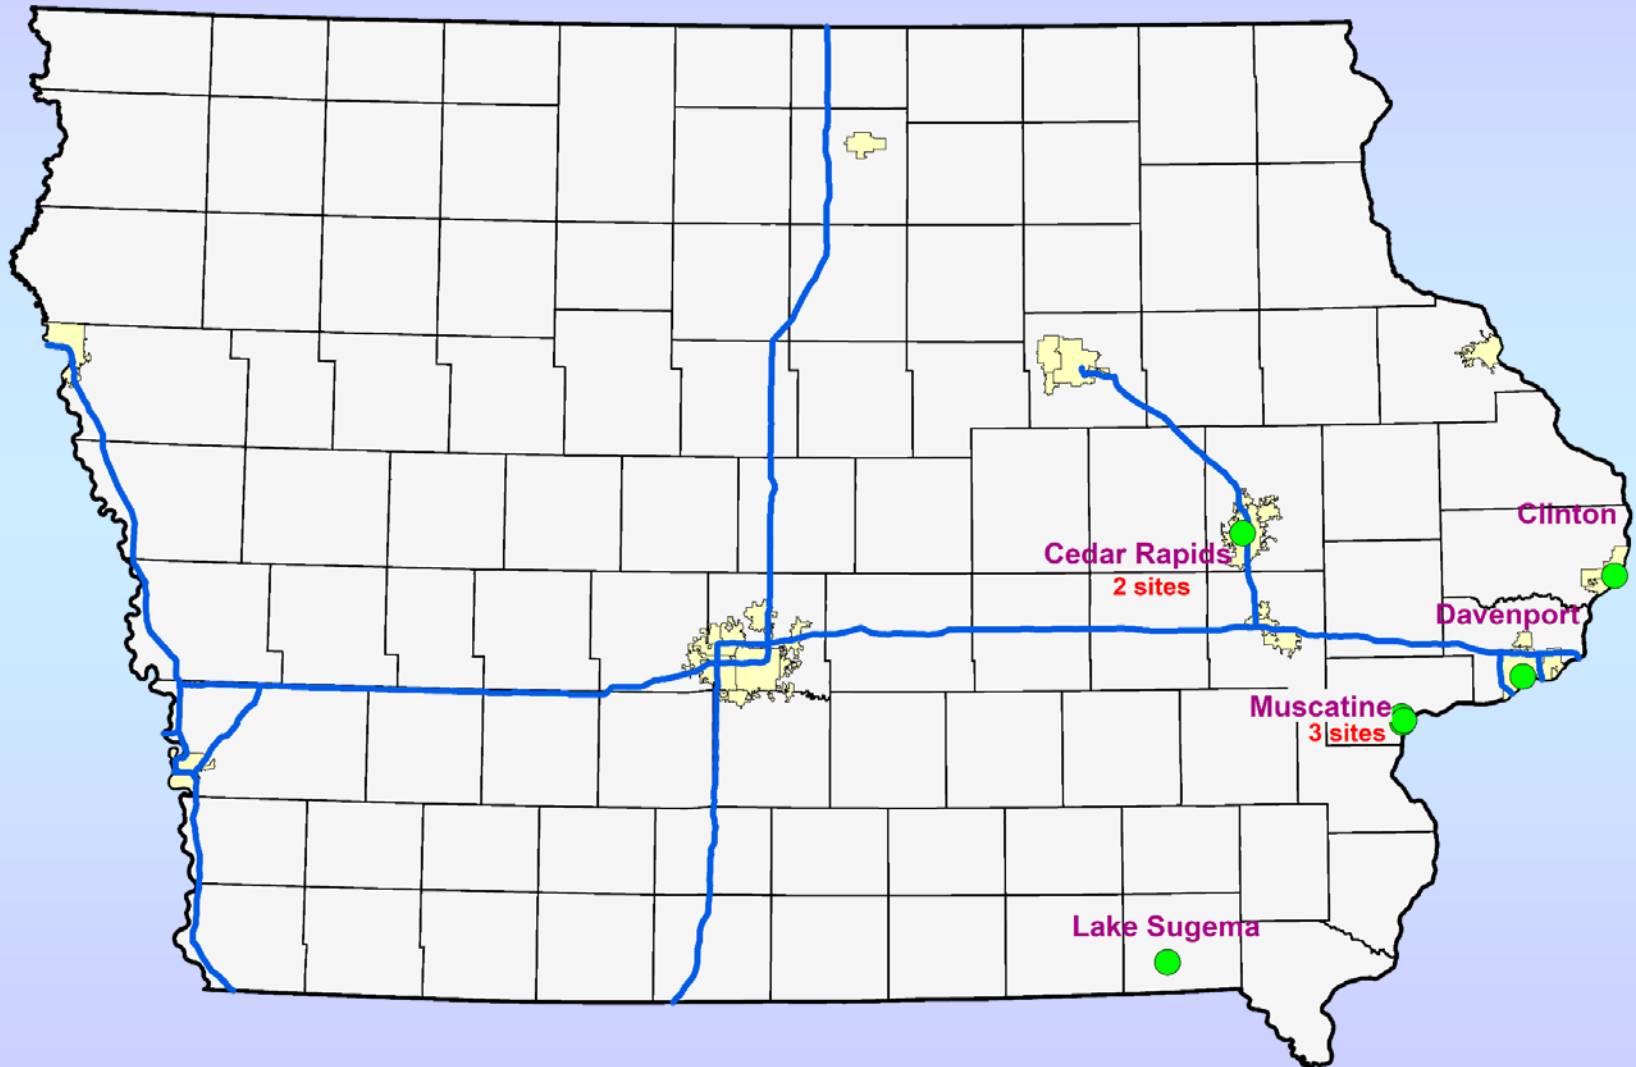 Clinton
Cedar Rapids
2 sites
Davenport
Muscatine
3 sites
Lake Sugema